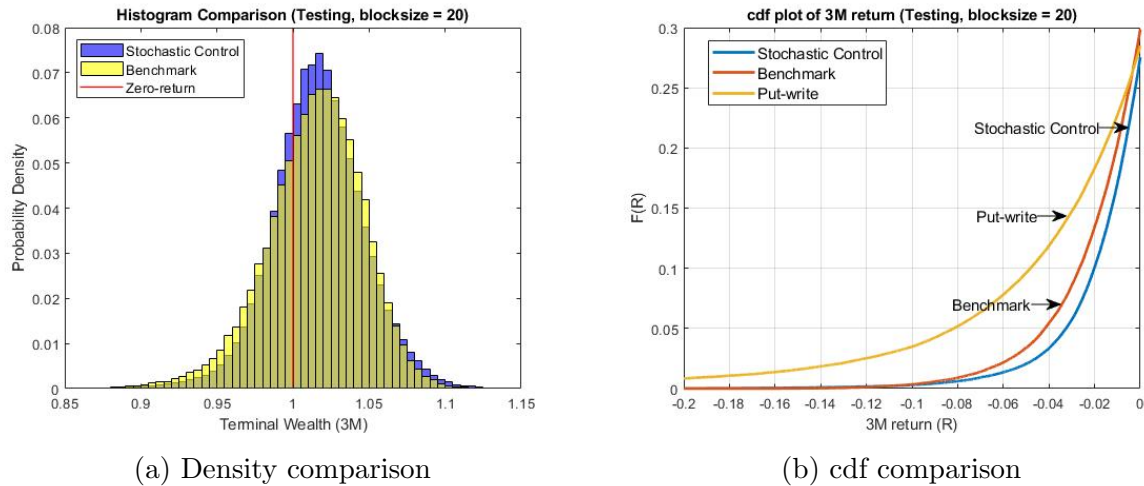 Histogram Comparison (Testing, blocksize = 20)
0.08
0.07
0.06
0.05
0.04
0.03
0.02
0.01
0
Probability Density
Stochastic Control
Benchmark
Zero-return
0.85
0.9
0.95
1
1.05
1.1
1.15
Terminal Wealth (3M)
(a) Density comparison
cdf plot of 3M return (Testing, blocksize = 20)
0.3
0.25
0.2
0.15
0.1
0.05
0
F(R)
Stochastic Control
Benchmark
Put-write
Stochastic Control
Put-write
Benchmark
-0.2
-0.18
-0.16
-0.14
-0.12
-0.1
-0.08
-0.06
-0.04
-0.02
0
3M return (R)
(b) cdf comparison